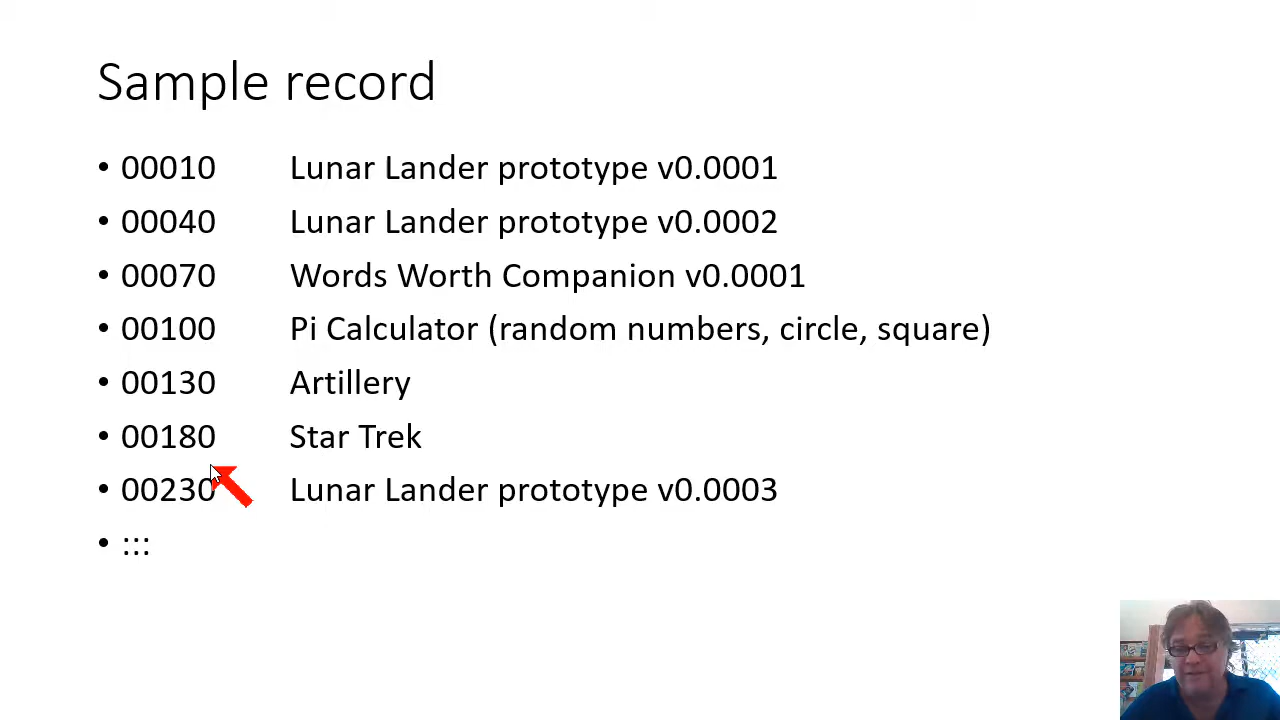 Sample record
• 00010 Lunar Lander prototype v0.0001
• 00040 Lunar Lander prototype v0.0002
• 00070 Words Worth Companion v0.0001
• 00100 Pi Calculator (random numbers, circle, square)
• 00130 Artillery
• 00180 Star Trek
• 00230 Lunar Lander prototype v0.0003
• :::